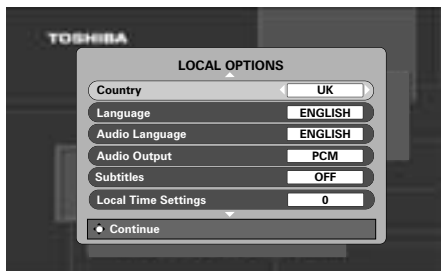 TOSHIBA
LOCAL OPTIONS
Country UK
Language ENGLISH
Audio Language ENGLISH
Audio Output PCM
Subtitles OFF
Local Time Settings 0
Continue